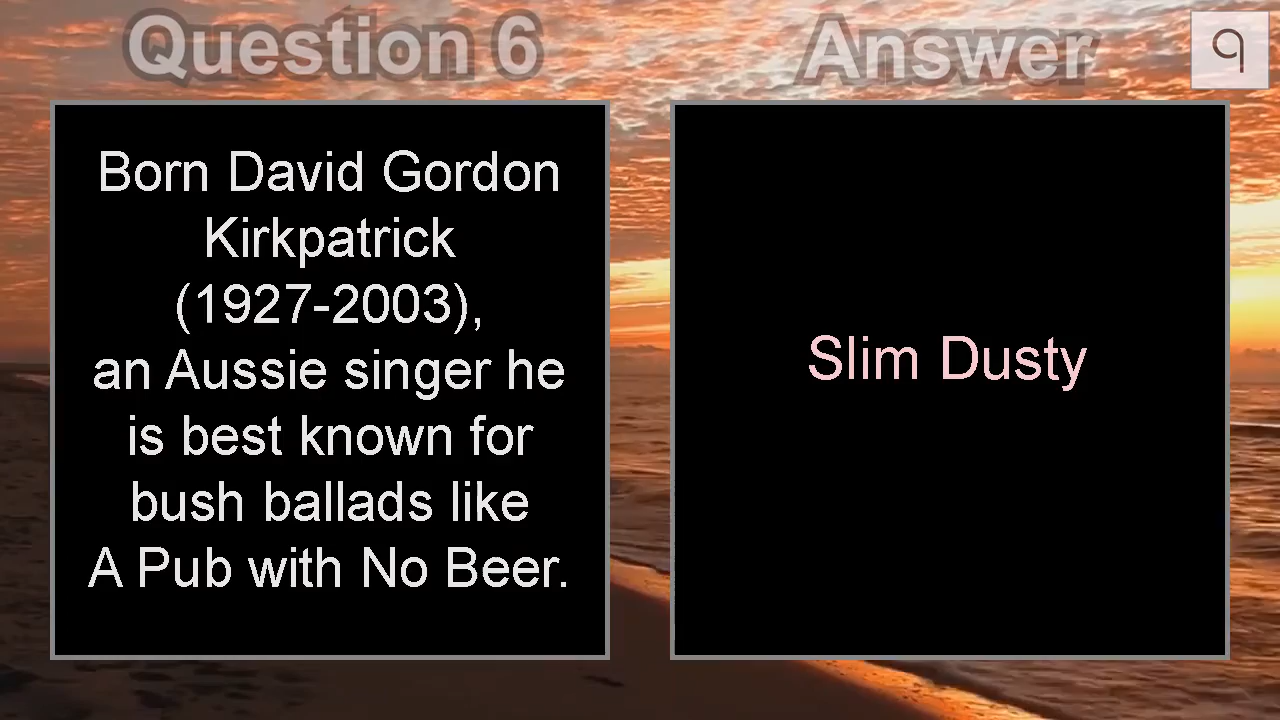 Question 6
Answer
Born David Gordon
Kirkpatrick
(1927-2003),
an Aussie singer he
is best known for
bush ballads like
A Pub with No Beer.
Slim Dusty